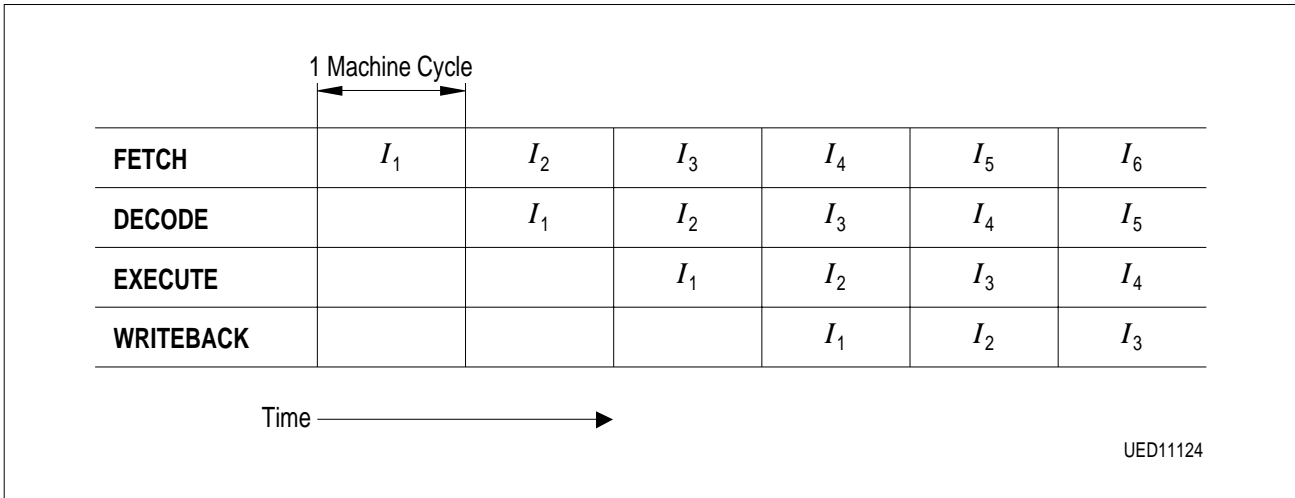 1 Machine Cycle
FETCH I₁ I₂ I₃ I₄ I₅ I₆
DECODE I₁ I₂ I₃ I₄ I₅
EXECUTE I₁ I₂ I₃ I₄
WRITEBACK I₁ I₂ I₃
Time
UED11124